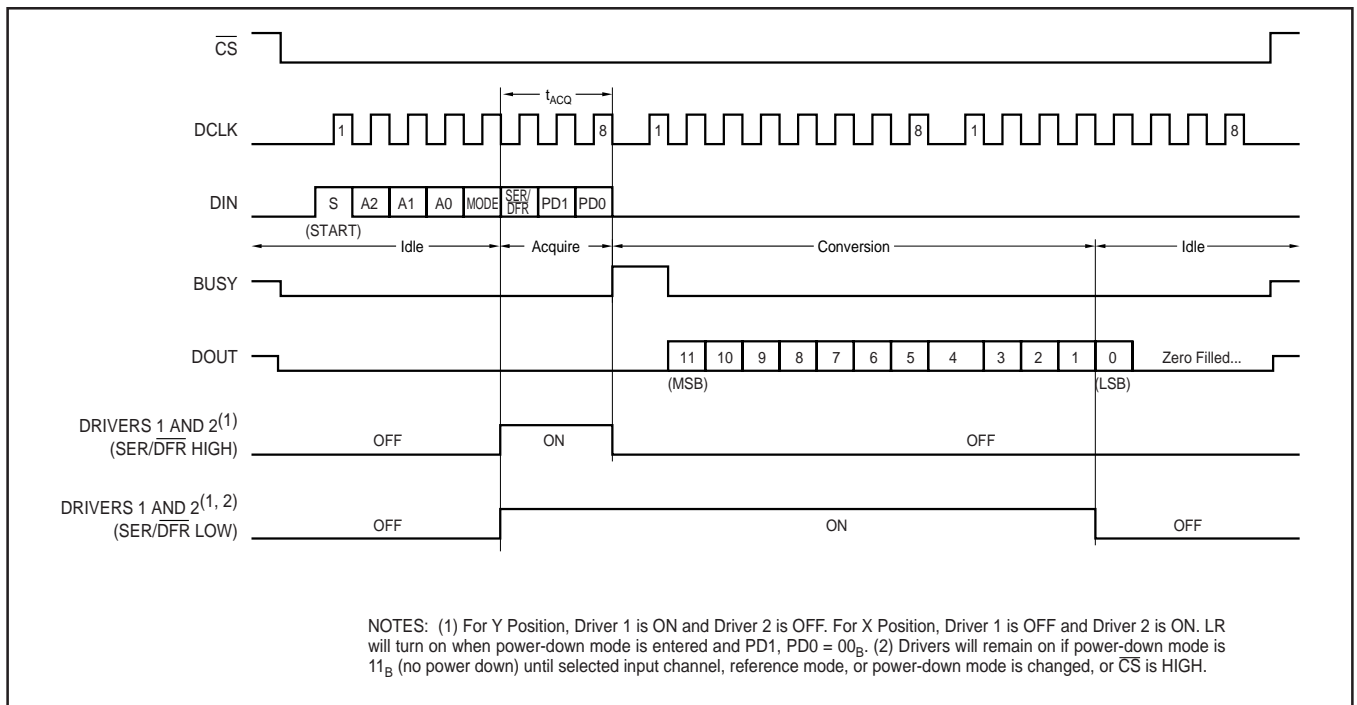 CS
tACQ
DCLK 1 8 1 8 1 8
DIN S A2 A1 A0 MODE SER/DFR PD1 PD0
(START)
Idle Acquire Conversion Idle
BUSY
DOUT 11 10 9 8 7 6 5 4 3 2 1 0 Zero Filled...
(MSB) (LSB)
DRIVERS 1 AND 2(1)
(SER/DFR HIGH) OFF ON OFF
DRIVERS 1 AND 2(1, 2)
(SER/DFR LOW) OFF ON OFF
NOTES: (1) For Y Position, Driver 1 is ON and Driver 2 is OFF. For X Position, Driver 1 is OFF and Driver 2 is ON. LR
will turn on when power-down mode is entered and PD1, PD0 = 00B. (2) Drivers will remain on if power-down mode is
11B (no power down) until selected input channel, reference mode, or power-down mode is changed, or CS is HIGH.